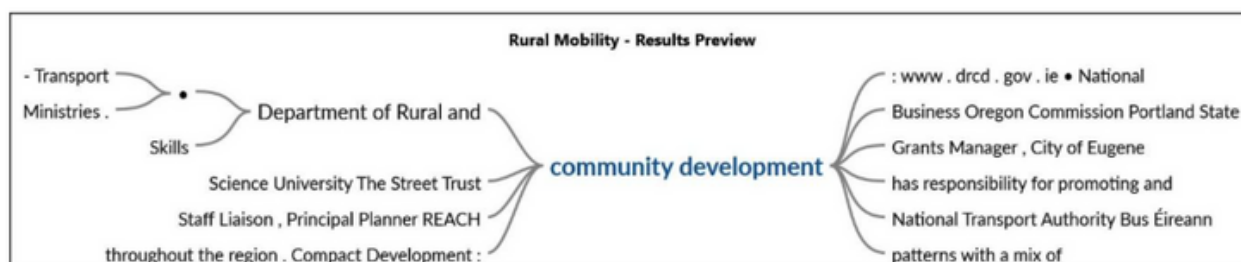 Rural Mobility - Results Preview
- Transport
Ministries .
•
Skills
Department of Rural and
Science University The Street Trust
Staff Liaison , Principal Planner REACH
throughout the region . Compact Development :
community development
: www . drcd . gov . ie • National
Business Oregon Commission Portland State
Grants Manager , City of Eugene
has responsibility for promoting and
National Transport Authority Bus Éireann
patterns with a mix of